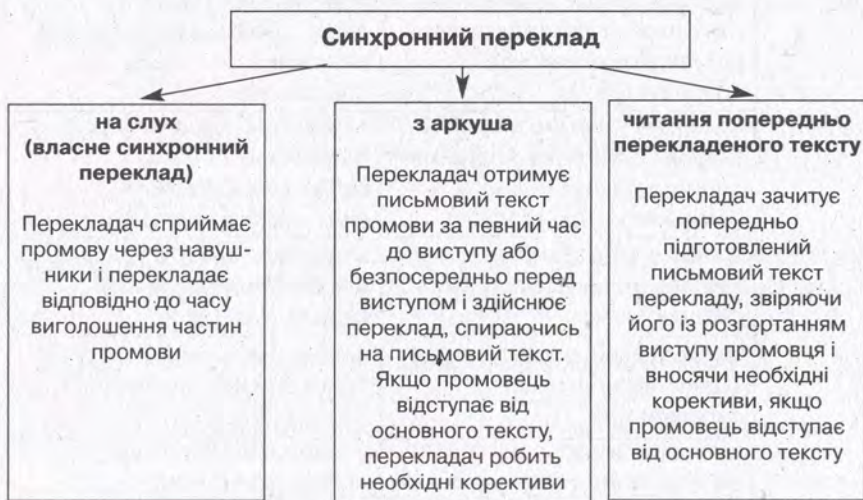 Синхронний переклад
на слух
(власне синхронний
переклад)
Перекладач сприймає
промову через навуш-
ники і перекладає
відповідно до часу
виголошення частин
промови
з аркуша
Перекладач отримує
письмовий текст
промови за певний час
до виступу або
безпосередньо перед
виступом і здійснює
переклад, спираючись
на письмовий текст.
Якщо промовець
відступає від
основного тексту,
перекладач робить
необхідні корективи
читання попередньо
перекладеного тексту
Перекладач зачитує
попередньо
підготовлений
письмовий текст
перекладу, звіряючи
його із розгортанням
виступу промовця і
вносячи необхідні
корективи, якщо
промовець відступає
від основного тексту